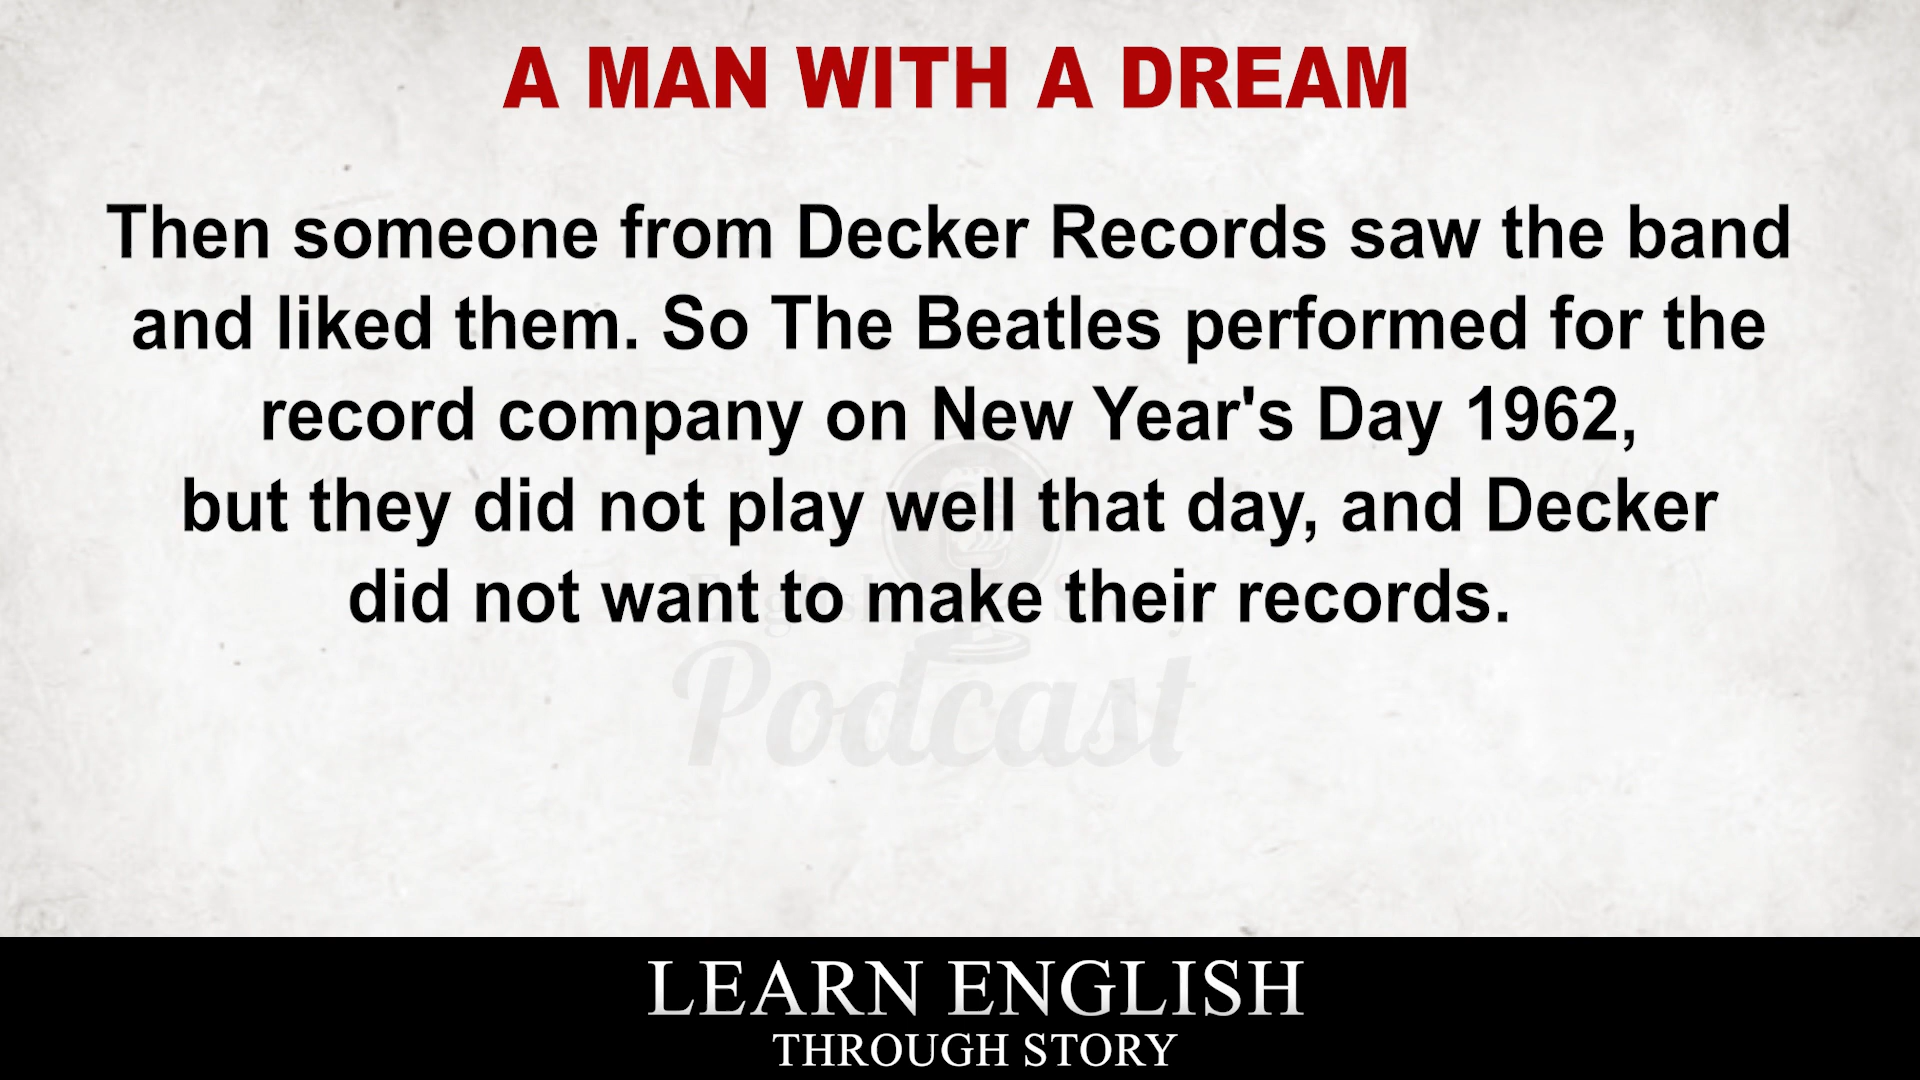 A MAN WITH A DREAM
Then someone from Decker Records saw the band
and liked them. So The Beatles performed for the
record company on New Year's Day 1962,
but they did not play well that day, and Decker
did not want to make their records.
Podcast
LEARN ENGLISH
THROUGH STORY